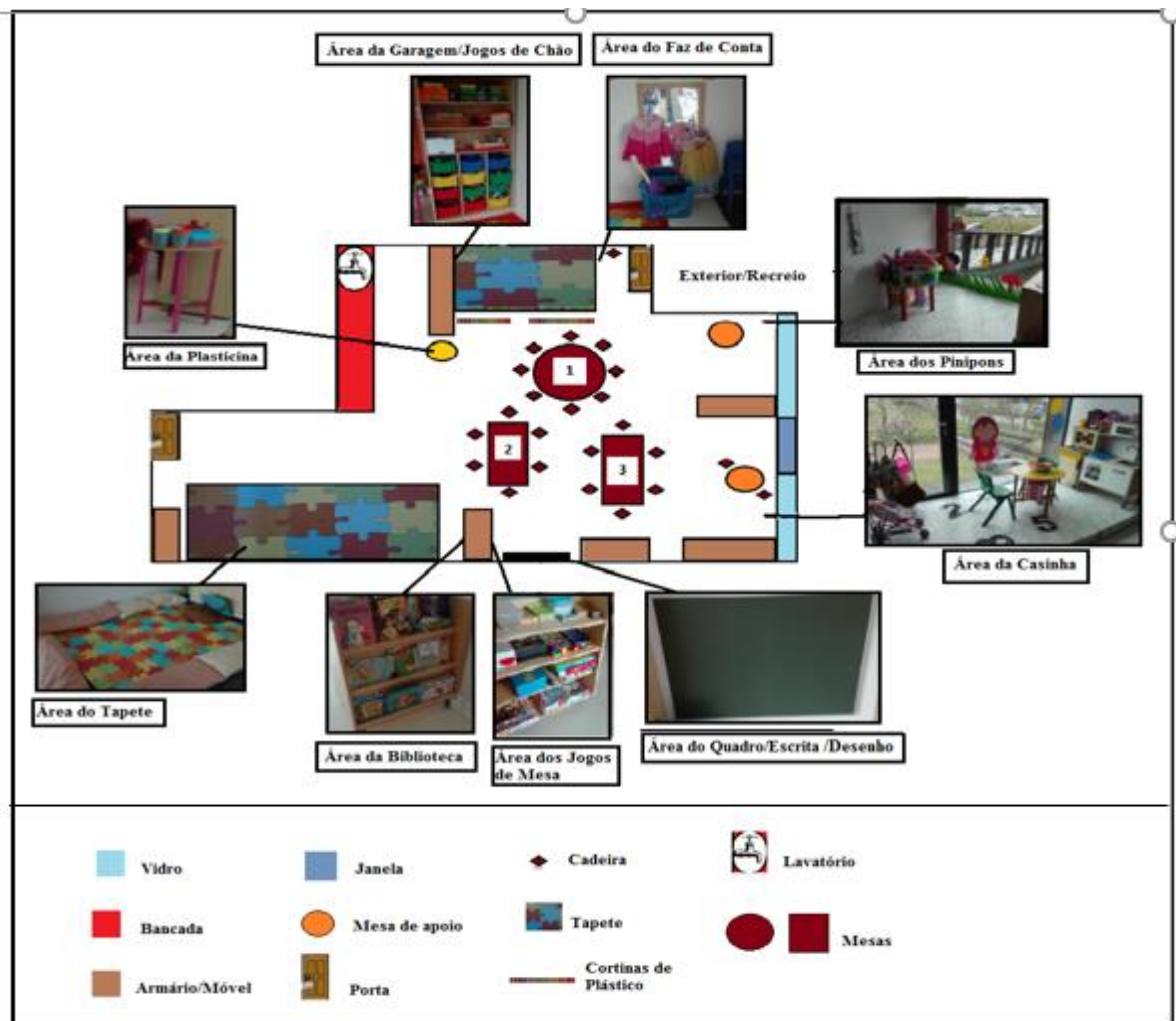 Área da Garagem/Jogos de Chão
Área do Faz de Conta
Exterior/Recreio
Área da Plasticina
Área dos Pinipons
1
2
3
Área da Casinha
Área do Tapete
Área da Biblioteca
Área dos Jogos
de Mesa
Área do Quadro/Escrita /Desenho
Vidro
Janela
Cadeira
Lavatório
Bancada
Mesa de apoio
Tapete
Mesas
Armário/Móvel
Porta
Cortinas de
Plástico